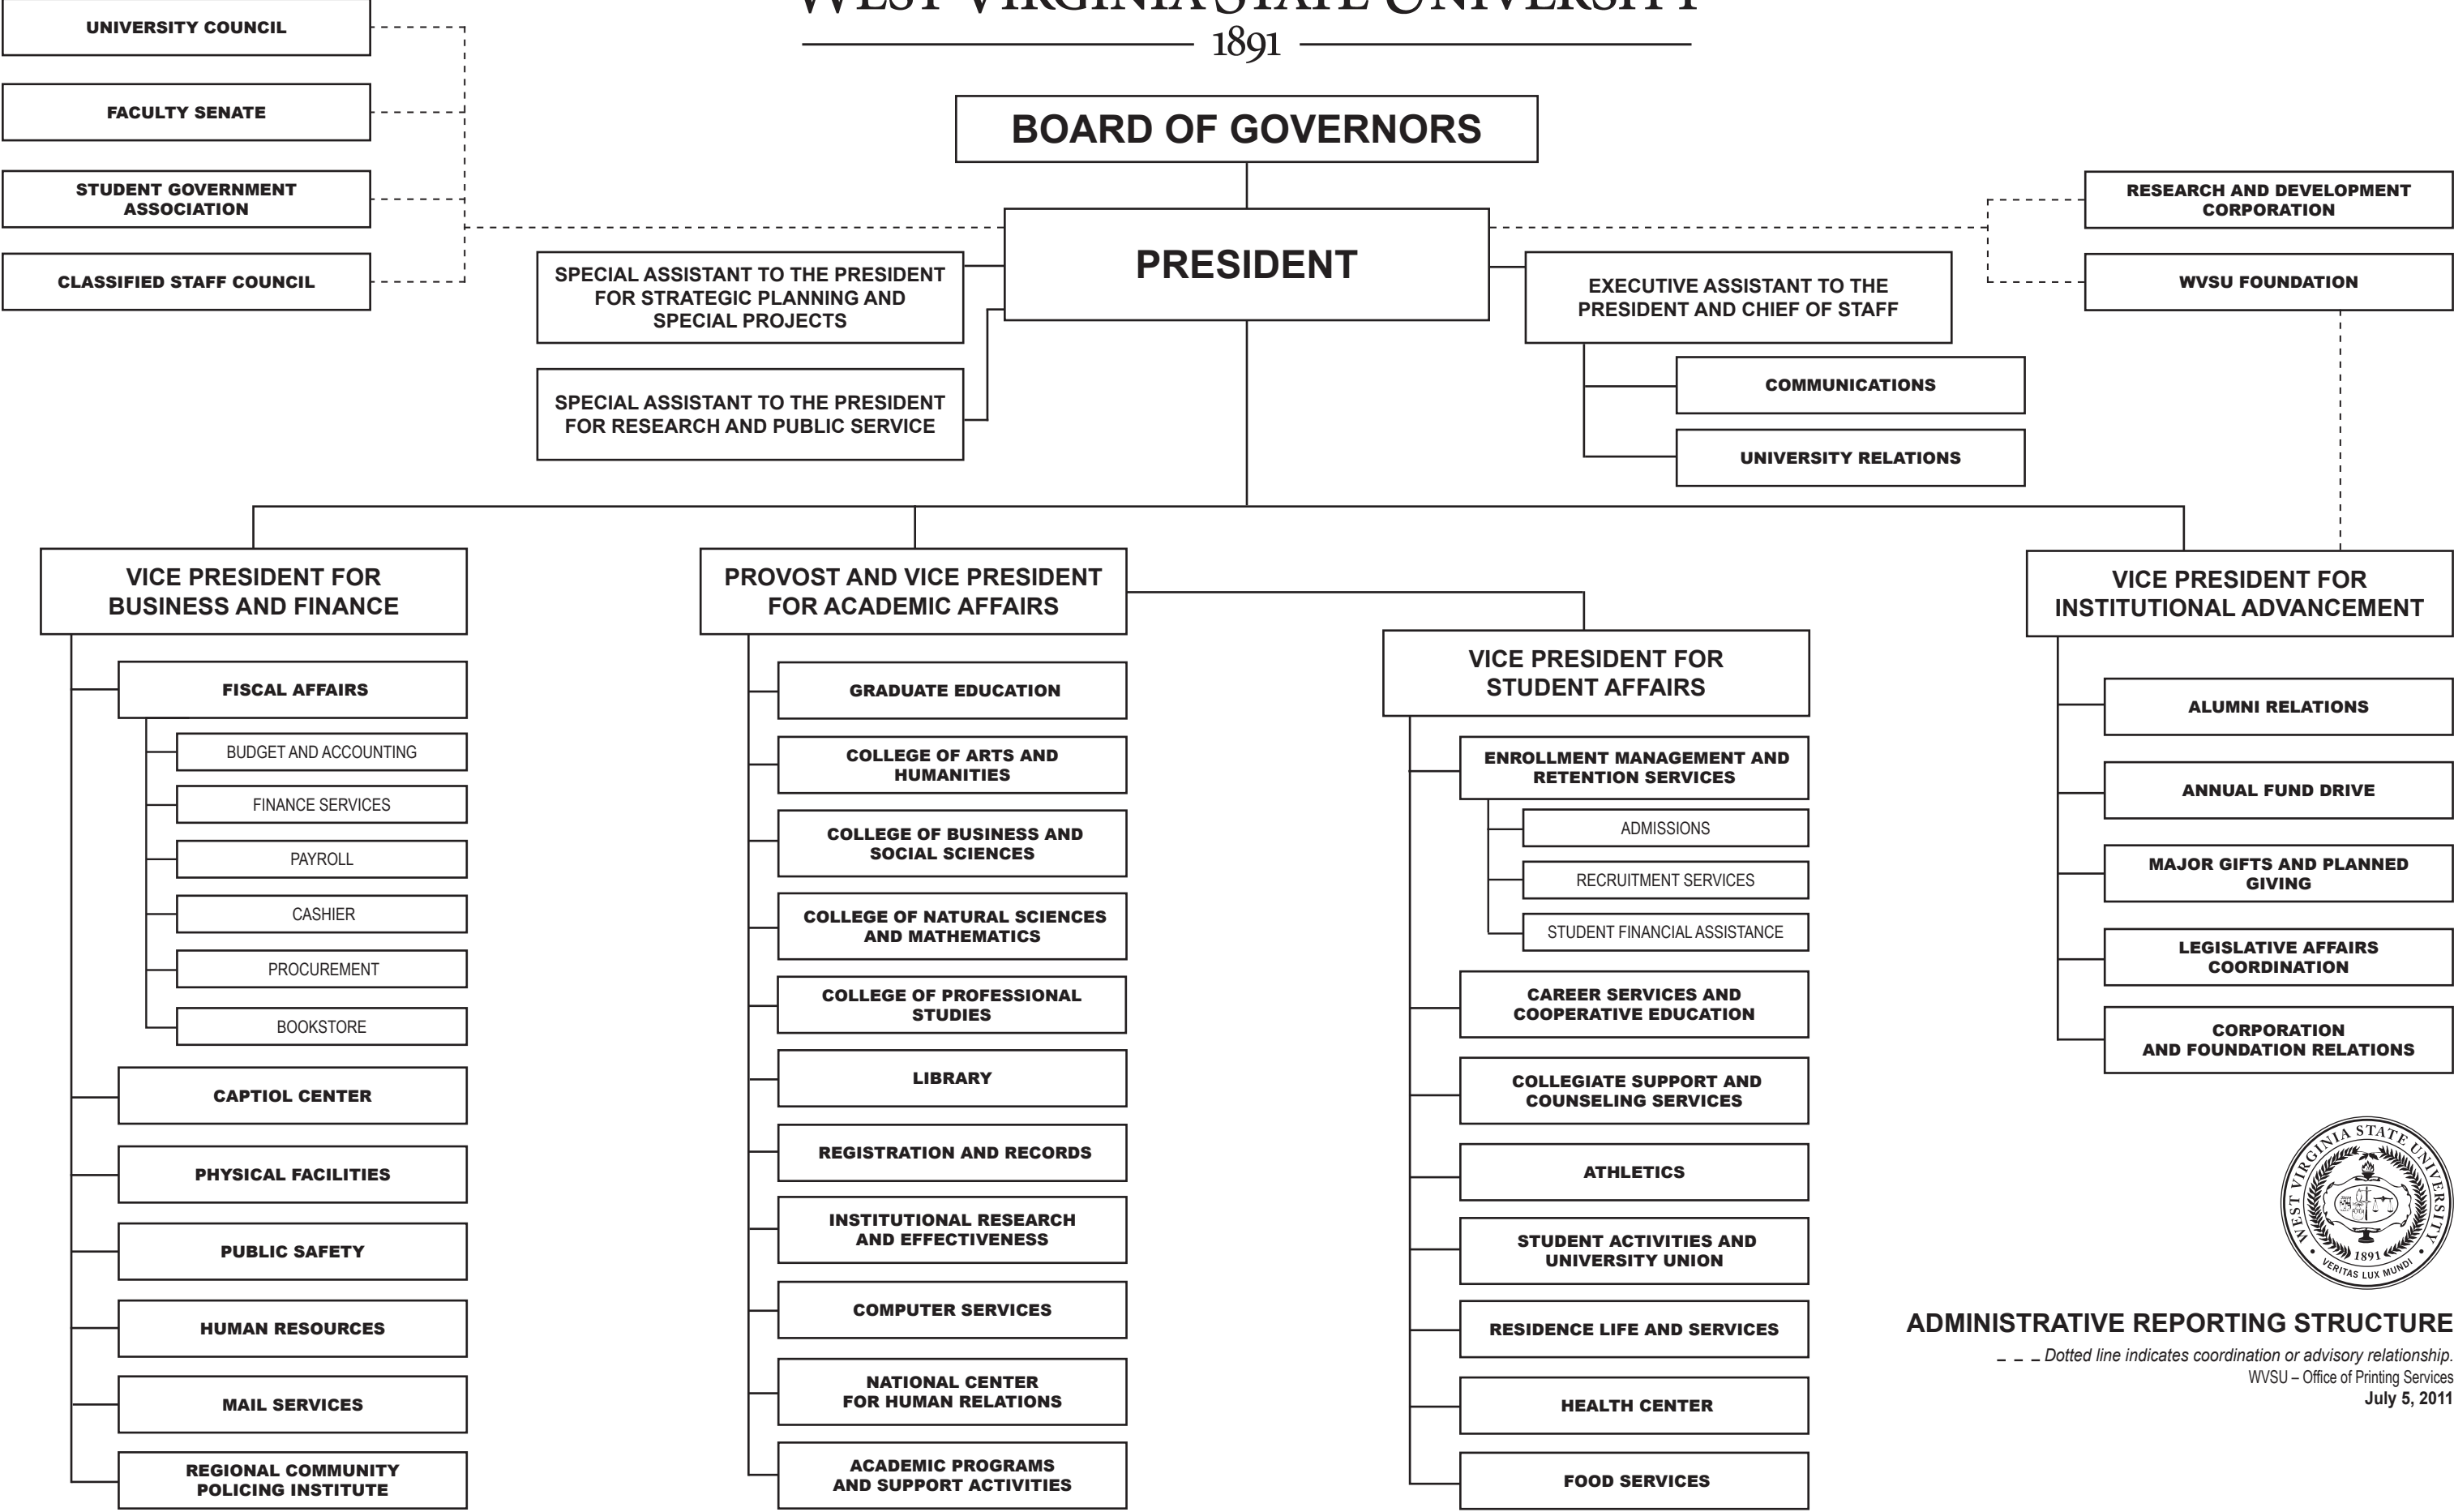 WEST VIRGINIA STATE UNIVERSITY
1891
UNIVERSITY COUNCIL
FACULTY SENATE
STUDENT GOVERNMENT
ASSOCIATION
CLASSIFIED STAFF COUNCIL
BOARD OF GOVERNORS
PRESIDENT
RESEARCH AND DEVELOPMENT
CORPORATION
WVSU FOUNDATION
SPECIAL ASSISTANT TO THE PRESIDENT
FOR STRATEGIC PLANNING AND
SPECIAL PROJECTS
SPECIAL ASSISTANT TO THE PRESIDENT
FOR RESEARCH AND PUBLIC SERVICE
EXECUTIVE ASSISTANT TO THE
PRESIDENT AND CHIEF OF STAFF
COMMUNICATIONS
UNIVERSITY RELATIONS
VICE PRESIDENT FOR
BUSINESS AND FINANCE
FISCAL AFFAIRS
BUDGET AND ACCOUNTING
FINANCE SERVICES
PAYROLL
CASHIER
PROCUREMENT
BOOKSTORE
CAPTIOL CENTER
PHYSICAL FACILITIES
PUBLIC SAFETY
HUMAN RESOURCES
MAIL SERVICES
REGIONAL COMMUNITY
POLICING INSTITUTE
PROVOST AND VICE PRESIDENT
FOR ACADEMIC AFFAIRS
GRADUATE EDUCATION
COLLEGE OF ARTS AND
HUMANITIES
COLLEGE OF BUSINESS AND
SOCIAL SCIENCES
COLLEGE OF NATURAL SCIENCES
AND MATHEMATICS
COLLEGE OF PROFESSIONAL
STUDIES
LIBRARY
REGISTRATION AND RECORDS
INSTITUTIONAL RESEARCH
AND EFFECTIVENESS
COMPUTER SERVICES
NATIONAL CENTER
FOR HUMAN RELATIONS
ACADEMIC PROGRAMS
AND SUPPORT ACTIVITIES
VICE PRESIDENT FOR
STUDENT AFFAIRS
ENROLLMENT MANAGEMENT AND
RETENTION SERVICES
ADMISSIONS
RECRUITMENT SERVICES
STUDENT FINANCIAL ASSISTANCE
CAREER SERVICES AND
COOPERATIVE EDUCATION
COLLEGIATE SUPPORT AND
COUNSELING SERVICES
ATHLETICS
STUDENT ACTIVITIES AND
UNIVERSITY UNION
RESIDENCE LIFE AND SERVICES
HEALTH CENTER
FOOD SERVICES
VICE PRESIDENT FOR
INSTITUTIONAL ADVANCEMENT
ALUMNI RELATIONS
ANNUAL FUND DRIVE
MAJOR GIFTS AND PLANNED
GIVING
LEGISLATIVE AFFAIRS
COORDINATION
CORPORATION
AND FOUNDATION RELATIONS
WEST VIRGINIA STATE UNIVERSITY
1891
VERITAS LUX MUNDI
ADMINISTRATIVE REPORTING STRUCTURE
Dotted line indicates coordination or advisory relationship.
WVSU – Office of Printing Services
July 5, 2011